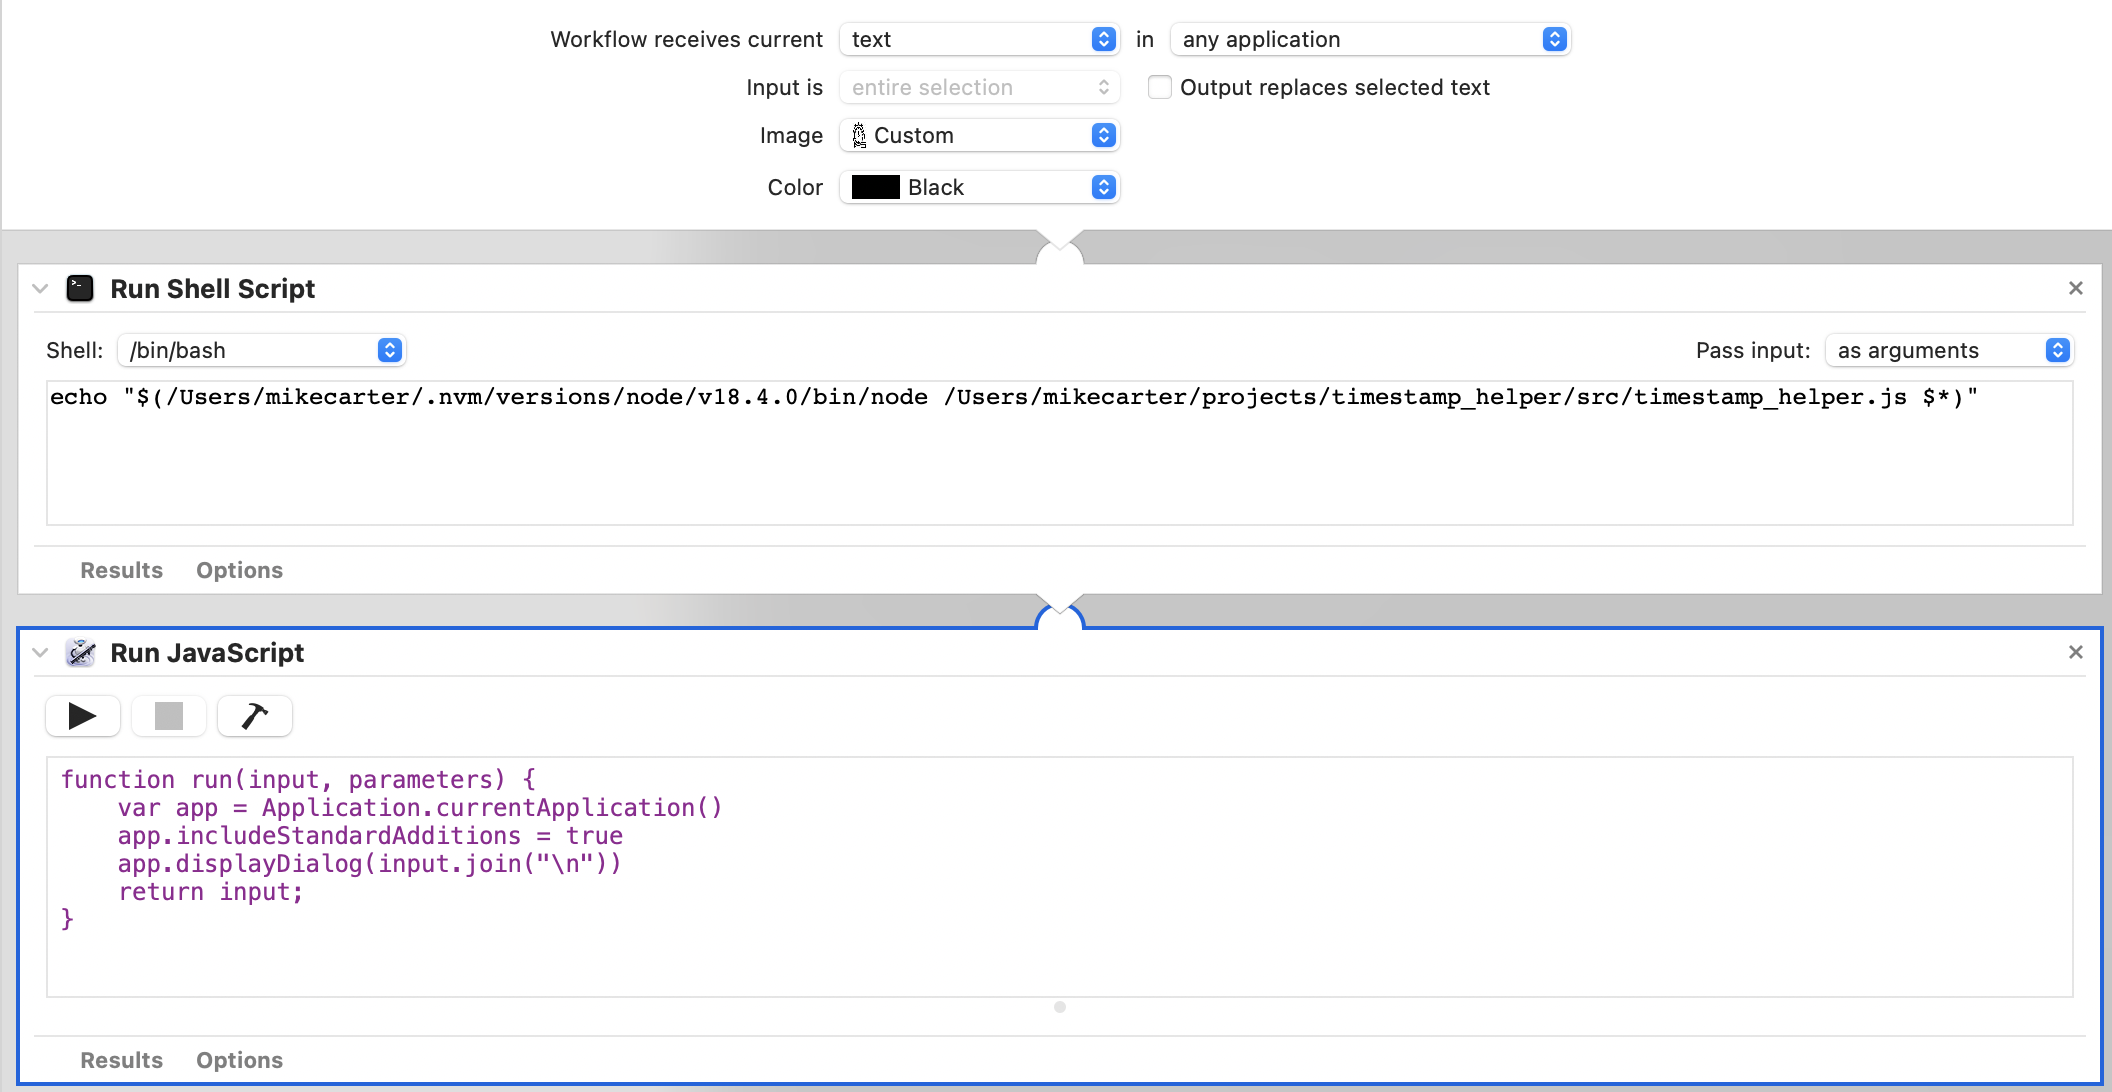 Workflow receives current text in any application
Input is entire selection Output replaces selected text
Image Custom
Color Black
Run Shell Script
Shell: /bin/bash Pass input: as arguments
echo "$(/Users/mikecarter/.nvm/versions/node/v18.4.0/bin/node /Users/mikecarter/projects/timestamp_helper/src/timestamp_helper.js $*)"
Results Options
Run JavaScript
function run(input, parameters) {
    var app = Application.currentApplication()
    app.includeStandardAdditions = true
    app.displayDialog(input.join("\n"))
    return input;
}
Results Options